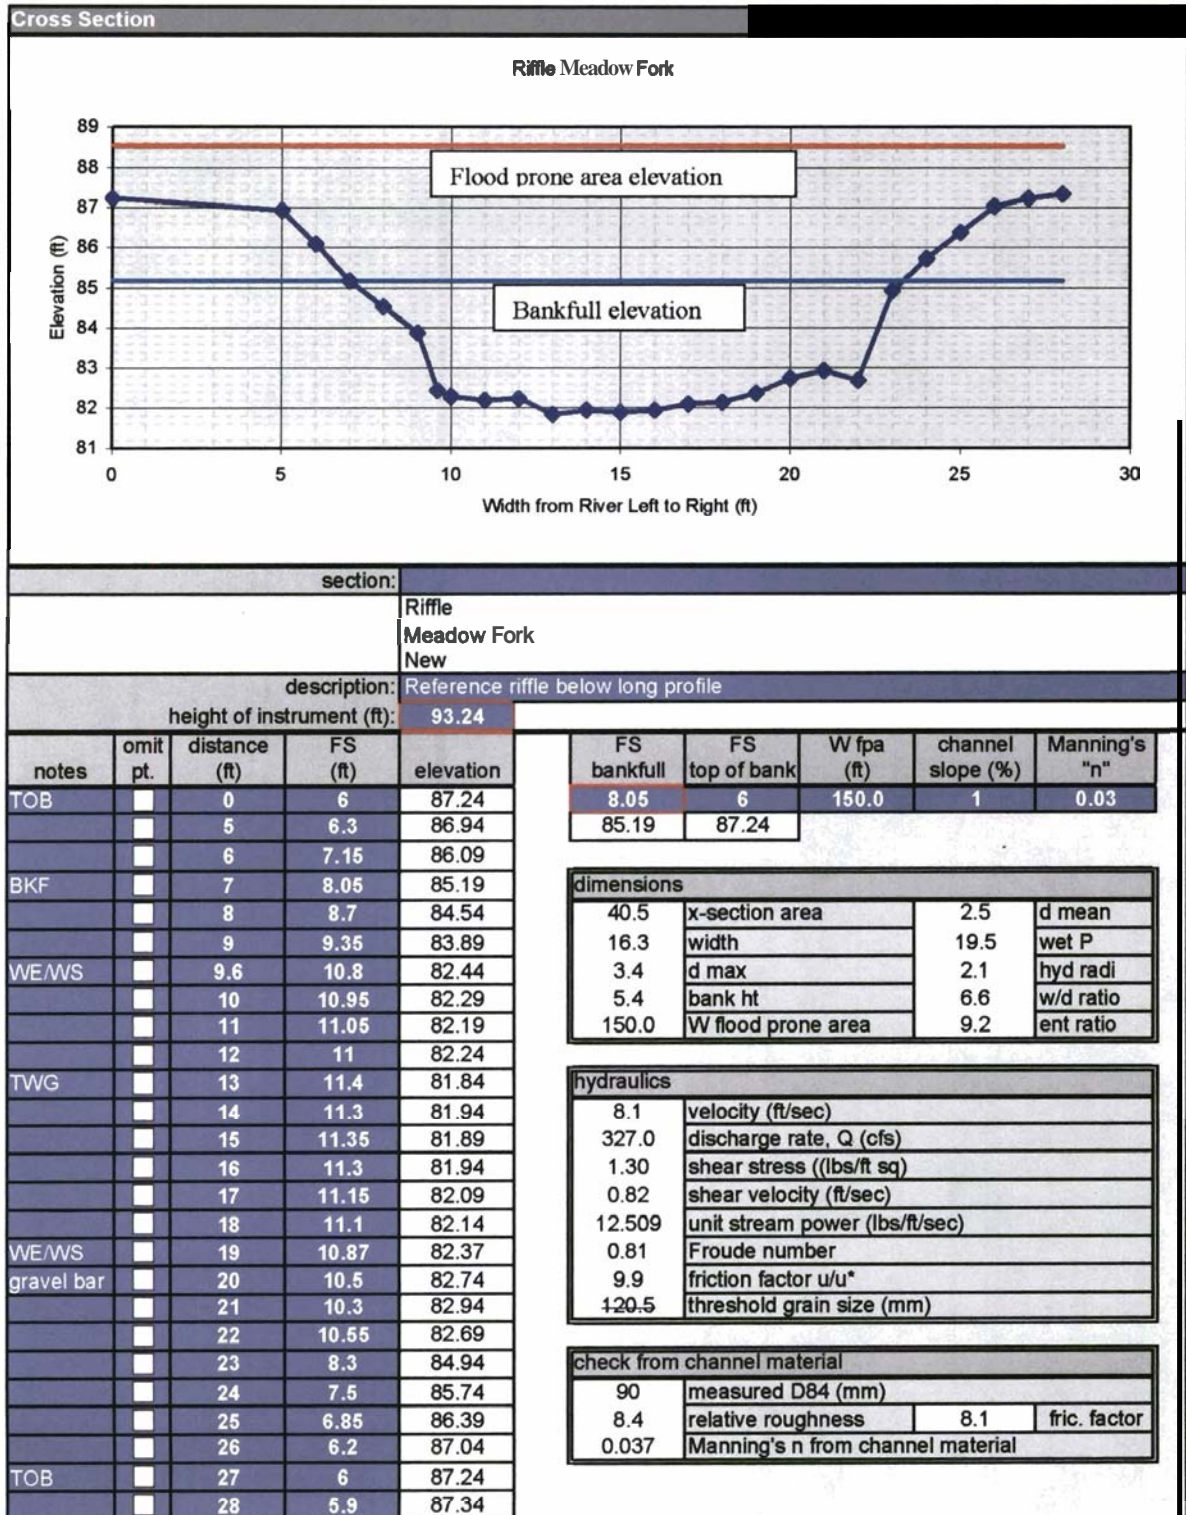 Cross Section
Riffle Meadow Fork
89
88
87
86
85
84
83
82
81
Elevation (ft)
Flood prone area elevation
Bankfull elevation
0 5 10 15 20 25 30
Width from River Left to Right (ft)
section:
Riffle
Meadow Fork
New
description: Reference riffle below long profile
height of instrument (ft): 93.24
notes omit pt. distance (ft) FS (ft) elevation
TOB 0 6 87.24
5 6.3 86.94
6 7.15 86.09
BKF 7 8.05 85.19
8 8.7 84.54
9 9.35 83.89
WE/WS 9.6 10.8 82.44
10 10.95 82.29
11 11.05 82.19
12 11 82.24
TWG 13 11.4 81.84
14 11.3 81.94
15 11.35 81.89
16 11.3 81.94
17 11.15 82.09
18 11.1 82.14
WE/WS 19 10.87 82.37
gravel bar 20 10.5 82.74
21 10.3 82.94
22 10.55 82.69
23 8.3 84.94
24 7.5 85.74
25 6.85 86.39
26 6.2 87.04
TOB 27 6 87.24
28 5.9 87.34
FS bankfull FS top of bank W fpa (ft) channel slope (%) Manning's "n"
8.05 6 150.0 1 0.03
85.19 87.24
dimensions
40.5 x-section area 2.5 d mean
16.3 width 19.5 wet P
3.4 d max 2.1 hyd radi
5.4 bank ht 6.6 w/d ratio
150.0 W flood prone area 9.2 ent ratio
hydraulics
8.1 velocity (ft/sec)
327.0 discharge rate, Q (cfs)
1.30 shear stress ((lbs/ft sq)
0.82 shear velocity (ft/sec)
12.509 unit stream power (lbs/ft/sec)
0.81 Froude number
9.9 friction factor u/u*
120.5 threshold grain size (mm)
check from channel material
90 measured D84 (mm)
8.4 relative roughness 8.1 fric. factor
0.037 Manning's n from channel material